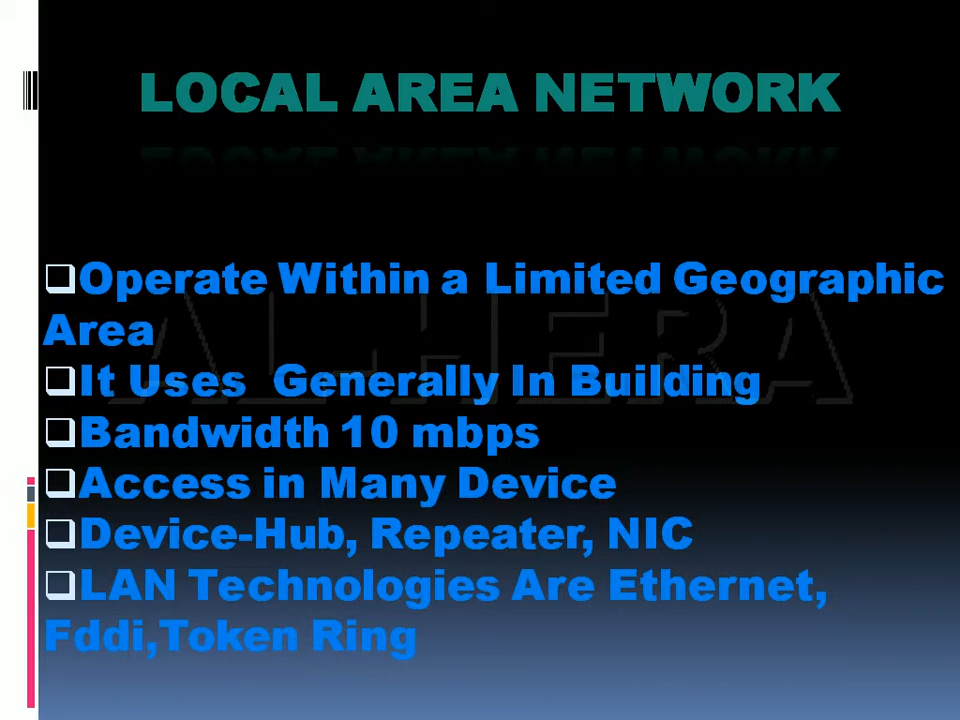 LOCAL AREA NETWORK
❑Operate Within a Limited Geographic
Area
❑It Uses Generally In Building
❑Bandwidth 10 mbps
❑Access in Many Device
❑Device-Hub, Repeater, NIC
❑LAN Technologies Are Ethernet,
Fddi,Token Ring
ALHERA